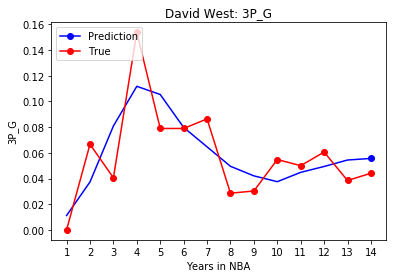 David West: 3P_G
Prediction
True
0.16
0.14
0.12
0.10
0.08
0.06
0.04
0.02
0.00
3P_G
1 2 3 4 5 6 7 8 9 10 11 12 13 14
Years in NBA